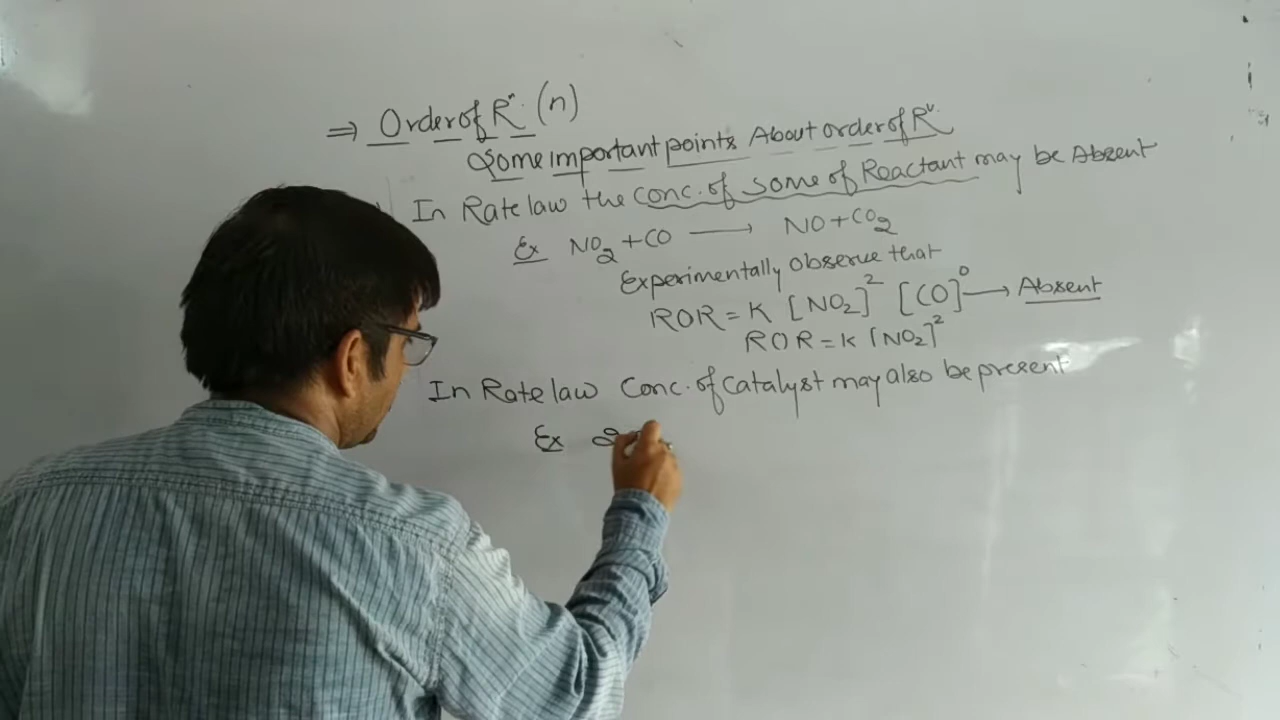 ⇒ Order of Rⁿ. (n)
Some important points About order of Rⁿ.
In Rate law the conc. of some of Reactant may be Absent
Ex NO₂ + CO ⟶ NO + CO₂
Experimentally Observe that
ROR = K [NO₂]² [CO]⁰ ⟶ Absent
ROR = K [NO₂]²
In Rate law Conc. of Catalyst may also be present
Ex 2